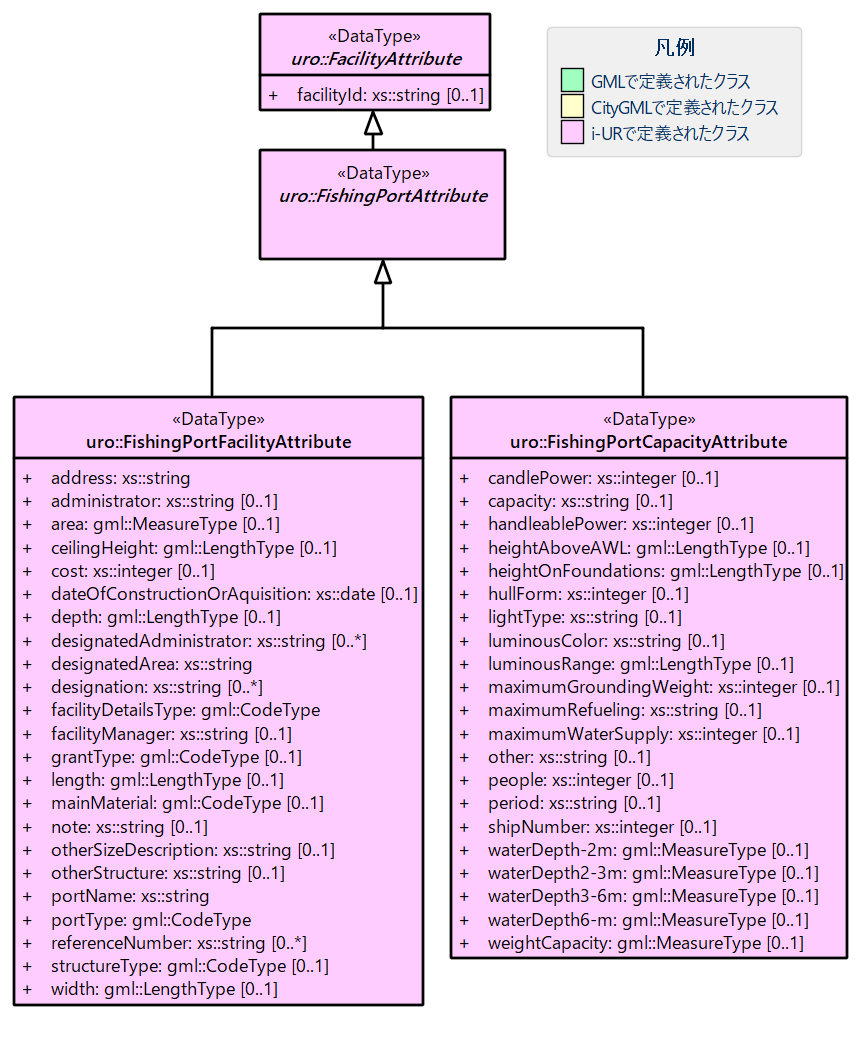 «DataType»
uro::FacilityAttribute
+ facilityId: xs::string [0..1]
凡例
GMLで定義されたクラス
CityGMLで定義されたクラス
i-URで定義されたクラス
«DataType»
uro::FishingPortAttribute
«DataType»
uro::FishingPortFacilityAttribute
+ address: xs::string
+ administrator: xs::string [0..1]
+ area: gml::MeasureType [0..1]
+ ceilingHeight: gml::LengthType [0..1]
+ cost: xs::integer [0..1]
+ dateOfConstructionOrAquisition: xs::date [0..1]
+ depth: gml::LengthType [0..1]
+ designatedAdministrator: xs::string [0..*]
+ designatedArea: xs::string
+ designation: xs::string [0..*]
+ facilityDetailsType: gml::CodeType
+ facilityManager: xs::string [0..1]
+ grantType: gml::CodeType [0..1]
+ length: gml::LengthType [0..1]
+ mainMaterial: gml::CodeType [0..1]
+ note: xs::string [0..1]
+ otherSizeDescription: xs::string [0..1]
+ otherStructure: xs::string [0..1]
+ portName: xs::string
+ portType: gml::CodeType
+ referenceNumber: xs::string [0..*]
+ structureType: gml::CodeType [0..1]
+ width: gml::LengthType [0..1]
«DataType»
uro::FishingPortCapacityAttribute
+ candlePower: xs::integer [0..1]
+ capacity: xs::string [0..1]
+ handleablePower: xs::integer [0..1]
+ heightAboveAWL: gml::LengthType [0..1]
+ heightOnFoundations: gml::LengthType [0..1]
+ hullForm: xs::integer [0..1]
+ lightType: xs::string [0..1]
+ luminousColor: xs::string [0..1]
+ luminousRange: gml::LengthType [0..1]
+ maximumGroundingWeight: xs::integer [0..1]
+ maximumRefueling: xs::string [0..1]
+ maximumWaterSupply: xs::integer [0..1]
+ other: xs::string [0..1]
+ people: xs::integer [0..1]
+ period: xs::string [0..1]
+ shipNumber: xs::integer [0..1]
+ waterDepth-2m: gml::MeasureType [0..1]
+ waterDepth2-3m: gml::MeasureType [0..1]
+ waterDepth3-6m: gml::MeasureType [0..1]
+ waterDepth6-m: gml::MeasureType [0..1]
+ weightCapacity: gml::MeasureType [0..1]